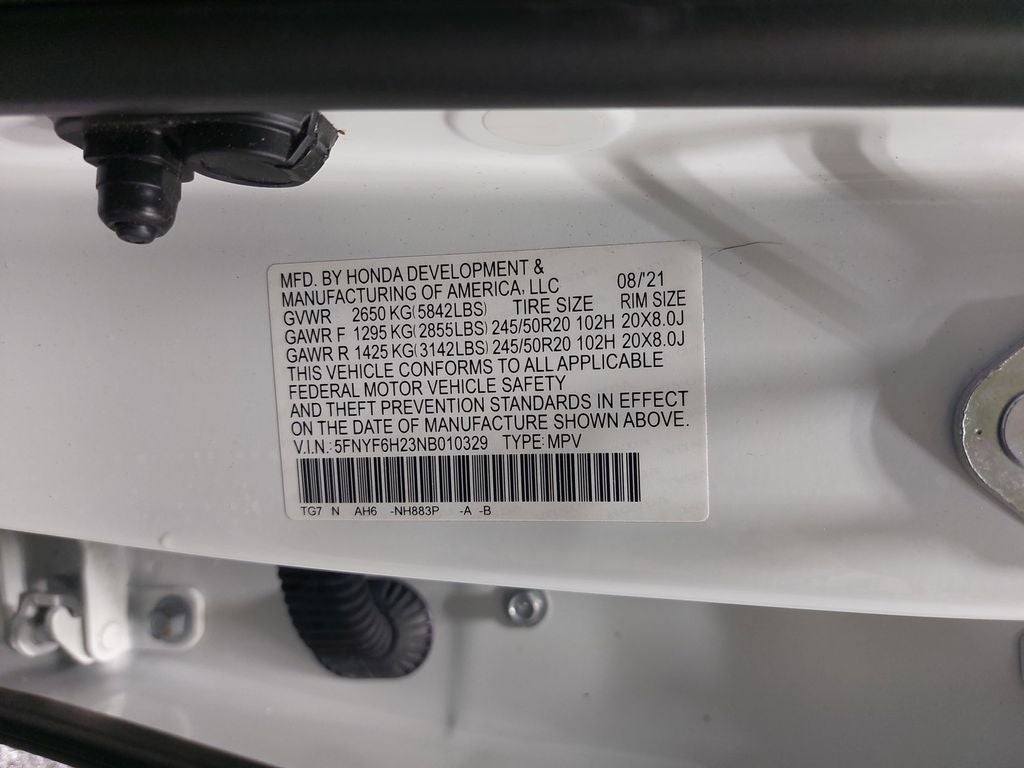 MFD. BY HONDA DEVELOPMENT &
MANUFACTURING OF AMERICA, LLC 08/'21
GVWR 2650 KG(5842LBS) TIRE SIZE RIM SIZE
GAWR F 1295 KG(2855LBS) 245/50R20 102H 20X8.0J
GAWR R 1425 KG(3142LBS) 245/50R20 102H 20X8.0J
THIS VEHICLE CONFORMS TO ALL APPLICABLE
FEDERAL MOTOR VEHICLE SAFETY
AND THEFT PREVENTION STANDARDS IN EFFECT
ON THE DATE OF MANUFACTURE SHOWN ABOVE.
V.I.N.: 5FNYF6H23NB010329 TYPE: MPV
TG7 N AH6 -NH883P -A -B